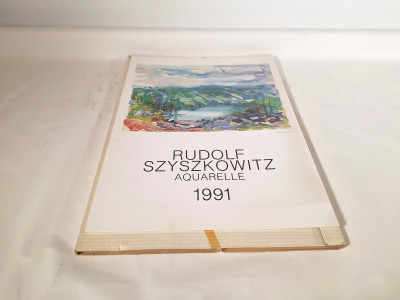 RUDOLF
SZYSZKOWITZ
AQUARELLE
1991